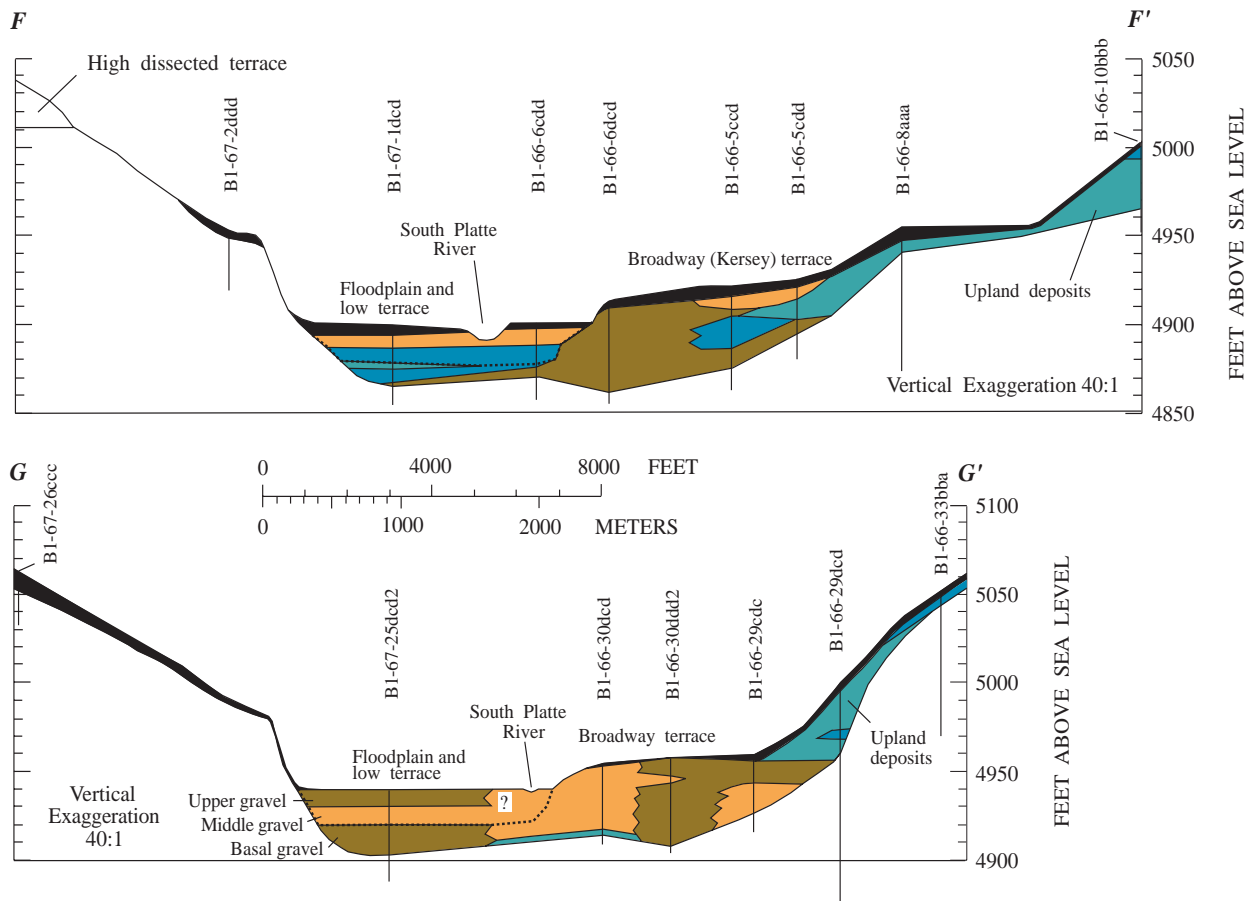 F
F'
High dissected terrace
B1-67-2ddd
B1-67-1dcd
B1-66-6cdd
B1-66-6dcd
B1-66-5ccd
B1-66-5cdd
B1-66-8aaa
B1-66-10bbb
South Platte
River
Floodplain and
low terrace
Broadway (Kersey) terrace
Upland deposits
Vertical Exaggeration 40:1
5050
5000
4950
4900
4850
FEET ABOVE SEA LEVEL
0 4000 8000 FEET
0 1000 2000 METERS
G
G'
B1-67-26ccc
B1-67-25dcd2
B1-66-30dcd
B1-66-30ddd2
B1-66-29cdc
B1-66-29dcd
B1-66-33bba
South Platte
River
Floodplain and
low terrace
Broadway terrace
Upland
deposits
Upper gravel
Middle gravel
Basal gravel
?
Vertical
Exaggeration
40:1
5100
5050
5000
4950
4900
FEET ABOVE SEA LEVEL